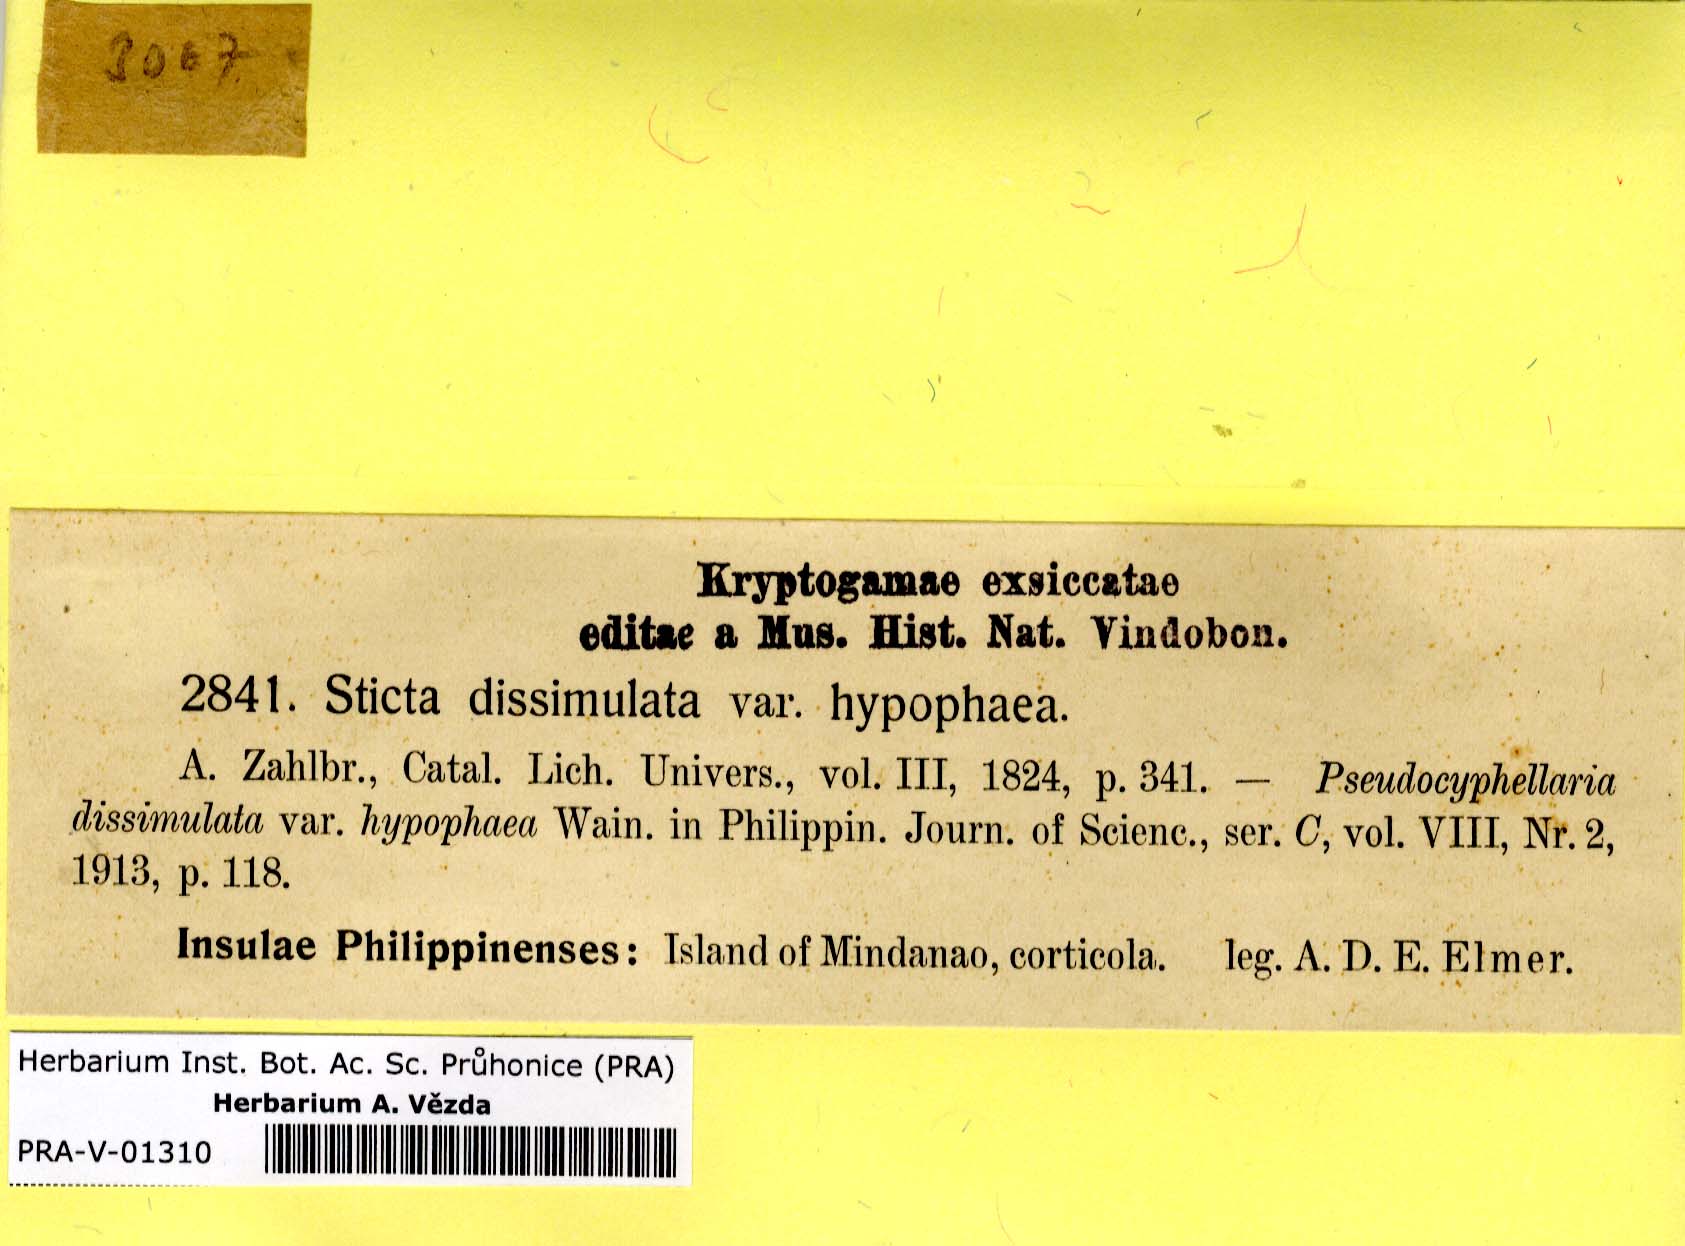 3067
Kryptogamae exsiccatae
editae a Mus. Hist. Nat. Vindobon.
2841. Sticta dissimulata var. hypophaea.
A. Zahlbr., Catal. Lich. Univers., vol. III, 1824, p. 341. — Pseudocyphellaria
dissimulata var. hypophaea Wain. in Philippin. Journ. of Scienc., ser. C, vol. VIII, Nr. 2,
1913, p. 118.
Insulae Philippinenses: Island of Mindanao, corticola. leg. A. D. E. Elmer.
Herbarium Inst. Bot. Ac. Sc. Průhonice (PRA)
Herbarium A. Vězda
PRA-V-01310